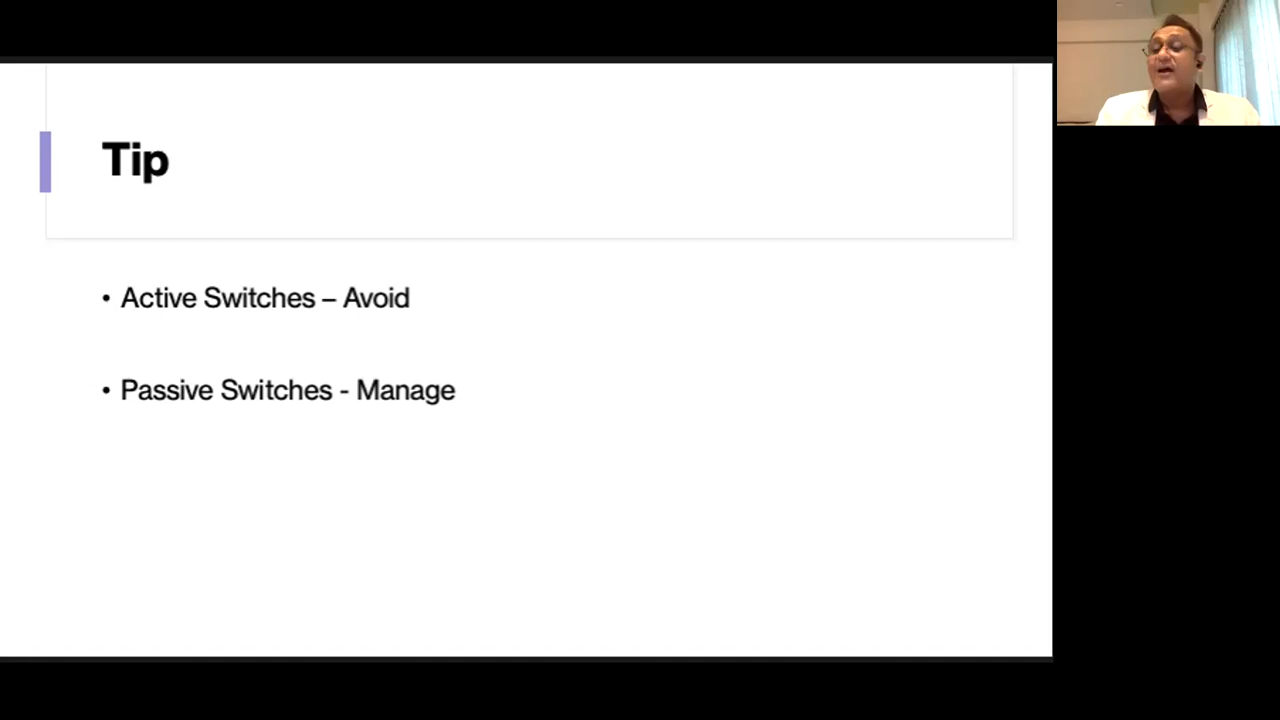 Tip
• Active Switches – Avoid
• Passive Switches - Manage